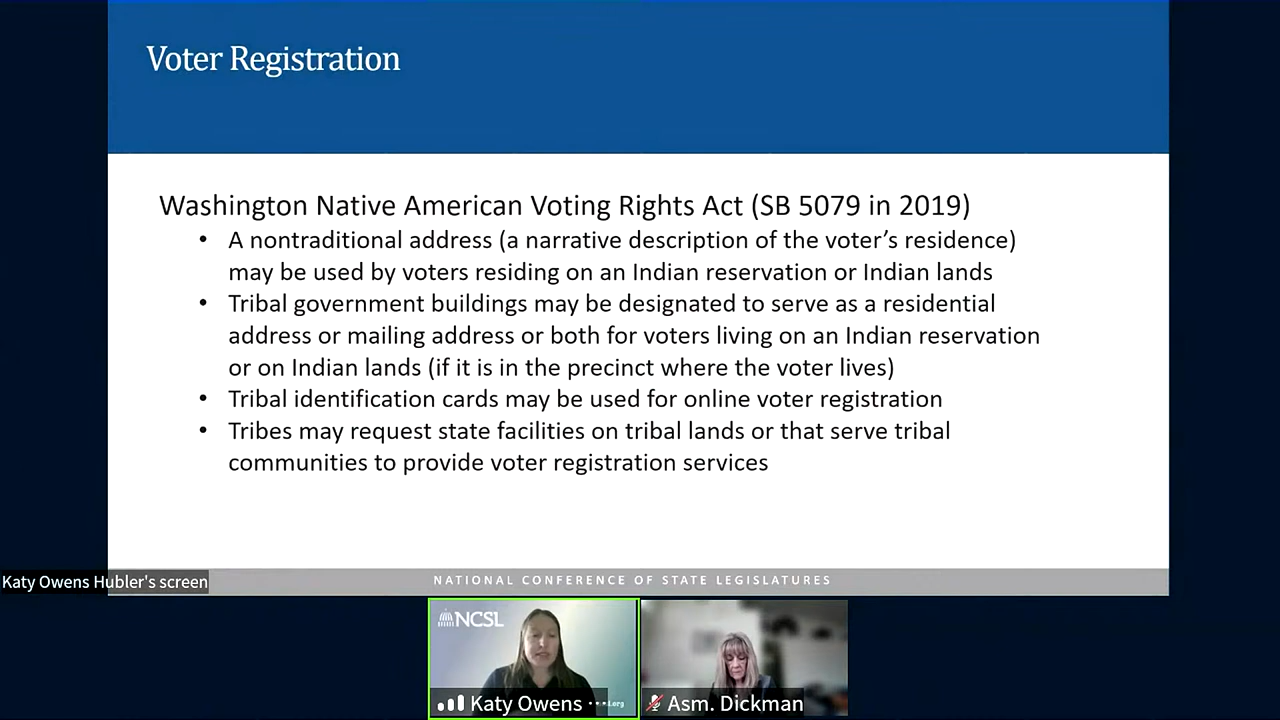 Voter Registration
Washington Native American Voting Rights Act (SB 5079 in 2019)
• A nontraditional address (a narrative description of the voter’s residence)
may be used by voters residing on an Indian reservation or Indian lands
• Tribal government buildings may be designated to serve as a residential
address or mailing address or both for voters living on an Indian reservation
or on Indian lands (if it is in the precinct where the voter lives)
• Tribal identification cards may be used for online voter registration
• Tribes may request state facilities on tribal lands or that serve tribal
communities to provide voter registration services
Katy Owens Hubler's screen
NATIONAL CONFERENCE OF STATE LEGISLATURES
NCSL
Katy Owens
Asm. Dickman